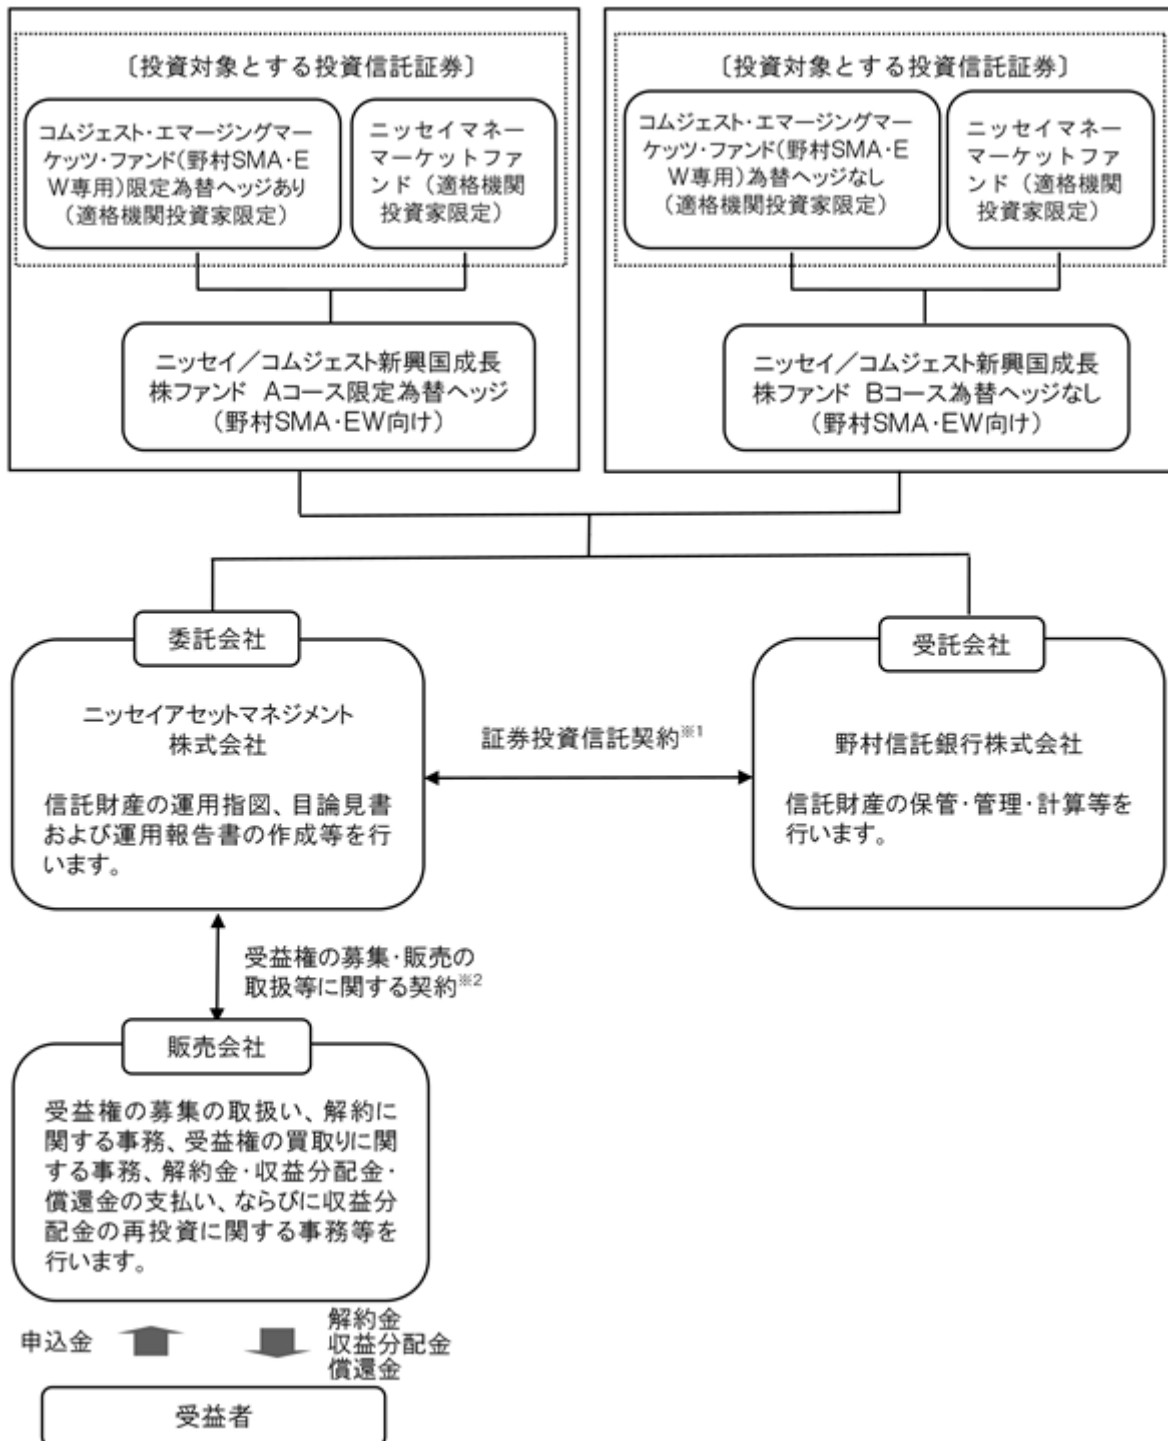 〔投資対象とする投資信託証券〕
コムジェスト・エマージングマー
ケッツ・ファンド(野村SMA・E
W専用)限定為替ヘッジあり
(適格機関投資家限定)
ニッセイマネー
マーケットファ
ンド(適格機関
投資家限定)
ニッセイ/コムジェスト新興国成長
株ファンド Aコース限定為替ヘッジ
(野村SMA・EW向け)
〔投資対象とする投資信託証券〕
コムジェスト・エマージングマー
ケッツ・ファンド(野村SMA・E
W専用)為替ヘッジなし
(適格機関投資家限定)
ニッセイマネー
マーケットファ
ンド(適格機関
投資家限定)
ニッセイ/コムジェスト新興国成長
株ファンド Bコース為替ヘッジなし
(野村SMA・EW向け)
委託会社
ニッセイアセットマネジメント
株式会社
信託財産の運用指図、目論見書
および運用報告書の作成等を行
います。
証券投資信託契約※1
受託会社
野村信託銀行株式会社
信託財産の保管・管理・計算等を
行います。
受益権の募集・販売の
取扱等に関する契約※2
販売会社
受益権の募集の取扱い、解約に
関する事務、受益権の買取りに関
する事務、解約金・収益分配金・
償還金の支払い、ならびに収益分
配金の再投資に関する事務等を
行います。
申込金
解約金
収益分配金
償還金
受益者